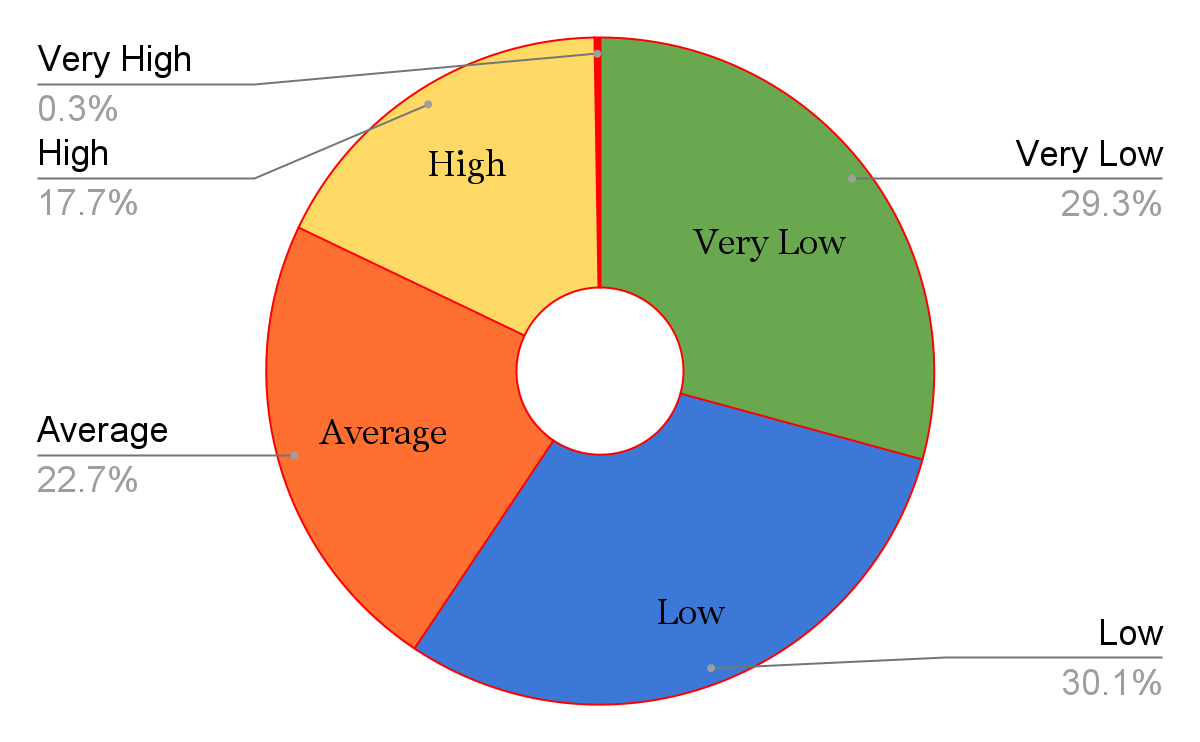 Very High
0.3%
High
17.7%
High
Very Low
29.3%
Very Low
Average
22.7%
Average
Low
Low
30.1%